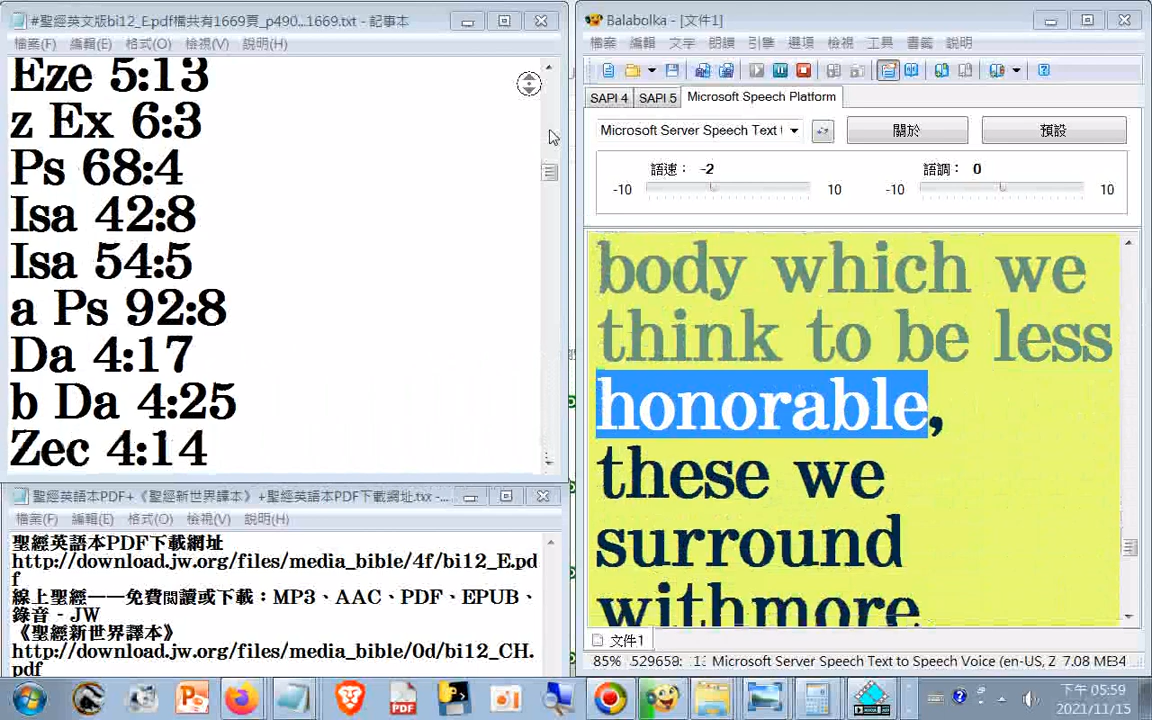 #聖經英文版bi12_E.pdf檔共有1669頁_p490...1669.txt - 記事本
檔案(F) 編輯(E) 格式(O) 檢視(V) 說明(H)
Eze 5:13
z Ex 6:3
Ps 68:4
Isa 42:8
Isa 54:5
a Ps 92:8
Da 4:17
b Da 4:25
Zec 4:14
聖經英語本PDF+《聖經新世界譯本》+聖經英語本PDF下載網址.txt -...
檔案(F) 編輯(E) 格式(O) 檢視(V) 說明(H)
聖經英語本PDF下載網址
http://download.jw.org/files/media_bible/4f/bi12_E.pd
f
線上聖經——免費閱讀或下載：MP3、AAC、PDF、EPUB、
錄音 - JW
《聖經新世界譯本》
http://download.jw.org/files/media_bible/0d/bi12_CH.
pdf
Balabolka - [文件1]
檔案 編輯 文字 朗讀 引擎 選項 檢視 工具 書籤 說明
SAPI 4 SAPI 5 Microsoft Speech Platform
Microsoft Server Speech Text 關於 預設
語速： -2 語調： 0
-10 10 -10 10
body which we
think to be less
honorable,
these we
surround
withmore
文件1
85% 529659: Microsoft Server Speech Text to Speech Voice (en-US, Z 7.08 MB
PDF
下午 05:59
2021/11/15